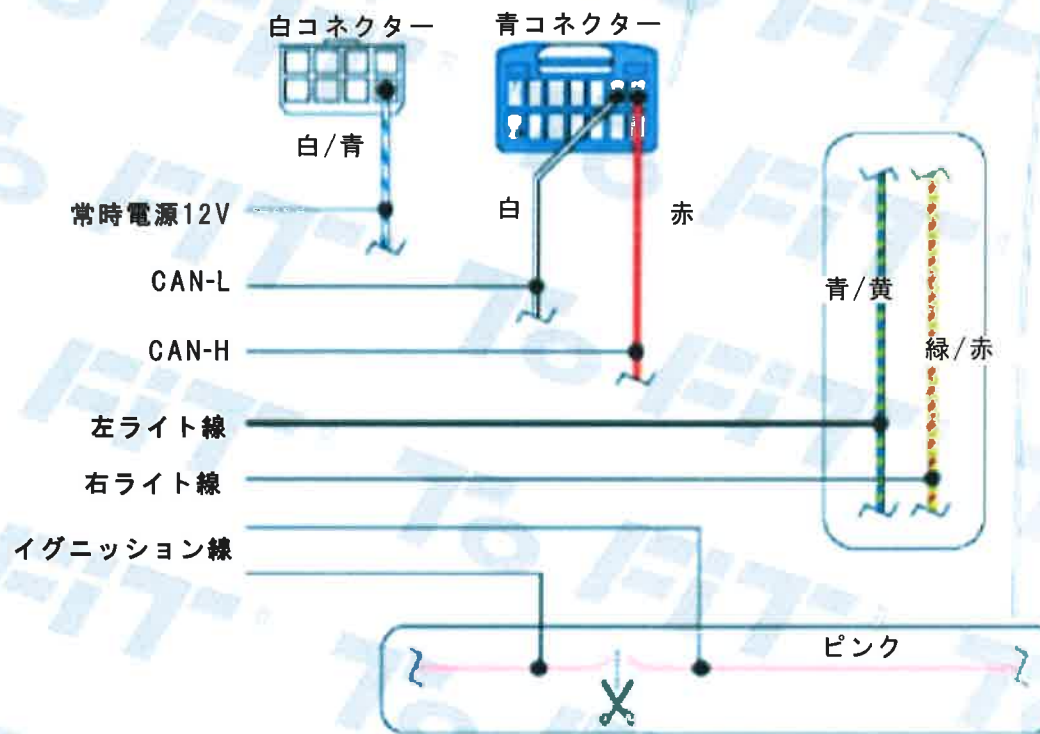 白コネクター
青コネクター
白/青
常時電源12V
白
赤
CAN-L
青/黄
CAN-H
緑/赤
左ライト線
右ライト線
イグニッション線
ピンク
To FIT